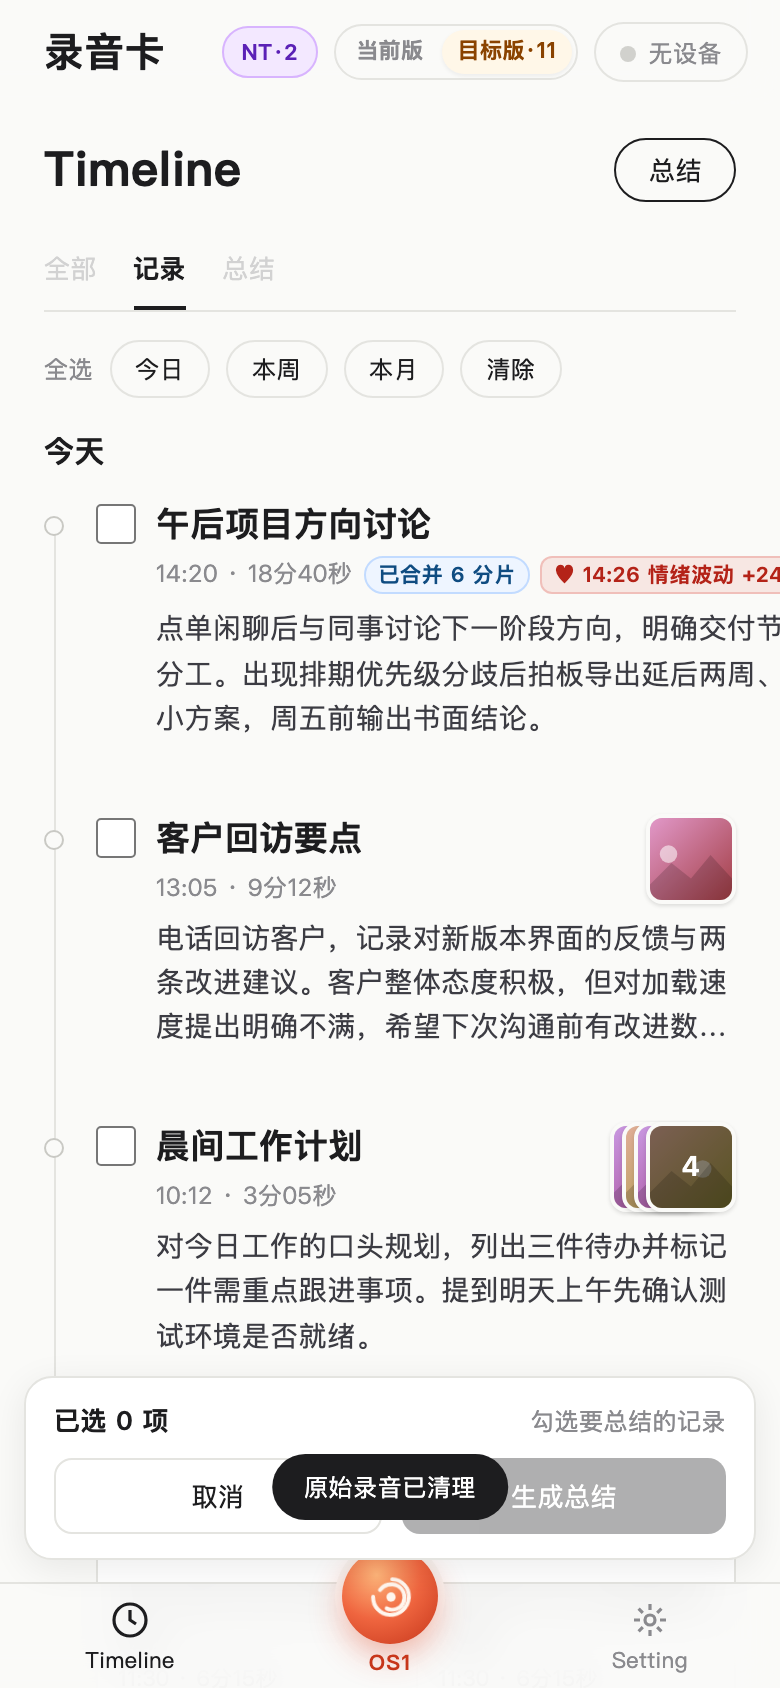 录音卡
NT·2
当前版
目标版·11
无设备
Timeline
总结
全部
记录
总结
全选
今日
本周
本月
清除
今天
午后项目方向讨论
14:20 · 18分40秒
已合并 6 分片
♥ 14:26 情绪波动 +24
点单闲聊后与同事讨论下一阶段方向，明确交付节
分工。出现排期优先级分歧后拍板导出延后两周、
小方案，周五前输出书面结论。
客户回访要点
13:05 · 9分12秒
电话回访客户，记录对新版本界面的反馈与两
条改进建议。客户整体态度积极，但对加载速
度提出明确不满，希望下次沟通前有改进数...
晨间工作计划
4
10:12 · 3分05秒
对今日工作的口头规划，列出三件待办并标记
一件需重点跟进事项。提到明天上午先确认测
试环境是否就绪。
已选 0 项
勾选要总结的记录
取消
原始录音已清理
生成总结
Timeline
OS1
Setting